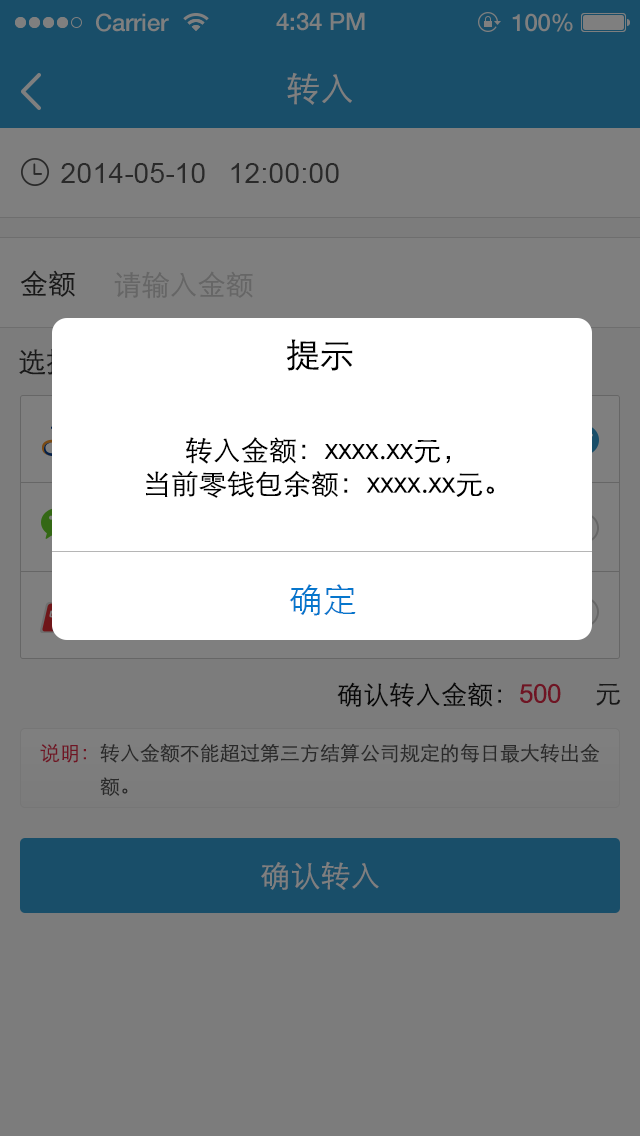 Carrier 4:34 PM 100%
转入
2014-05-10 12:00:00
金额 请输入金额
选
提示
转入金额：xxxx.xx元，
当前零钱包余额：xxxx.xx元。
确定
确认转入金额：500 元
说明：转入金额不能超过第三方结算公司规定的每日最大转出金
额。
确认转入